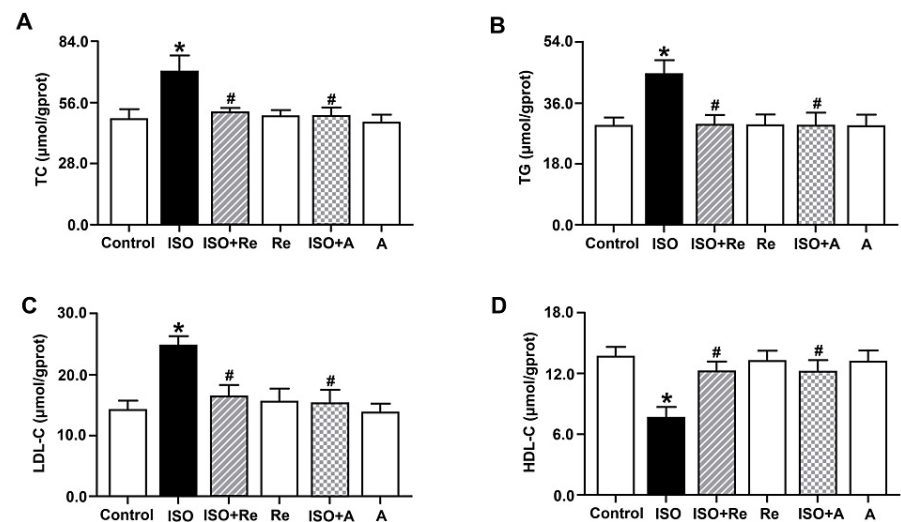 A
TC (μmol/gprot)
84.0
56.0
28.0
0.0
*
#
#
Control ISO ISO+Re Re ISO+A A
B
TG (μmol/gprot)
54.0
36.0
18.0
0.0
*
#
#
Control ISO ISO+Re Re ISO+A A
C
LDL-C (μmol/gprot)
30.0
20.0
10.0
0.0
*
#
#
Control ISO ISO+Re Re ISO+A A
D
HDL-C (μmol/gprot)
18.0
12.0
6.0
0.0
*
#
#
Control ISO ISO+Re Re ISO+A A